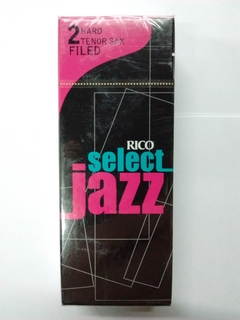 2 HARD
TENOR SAX
FILED
RICO
select
jazz